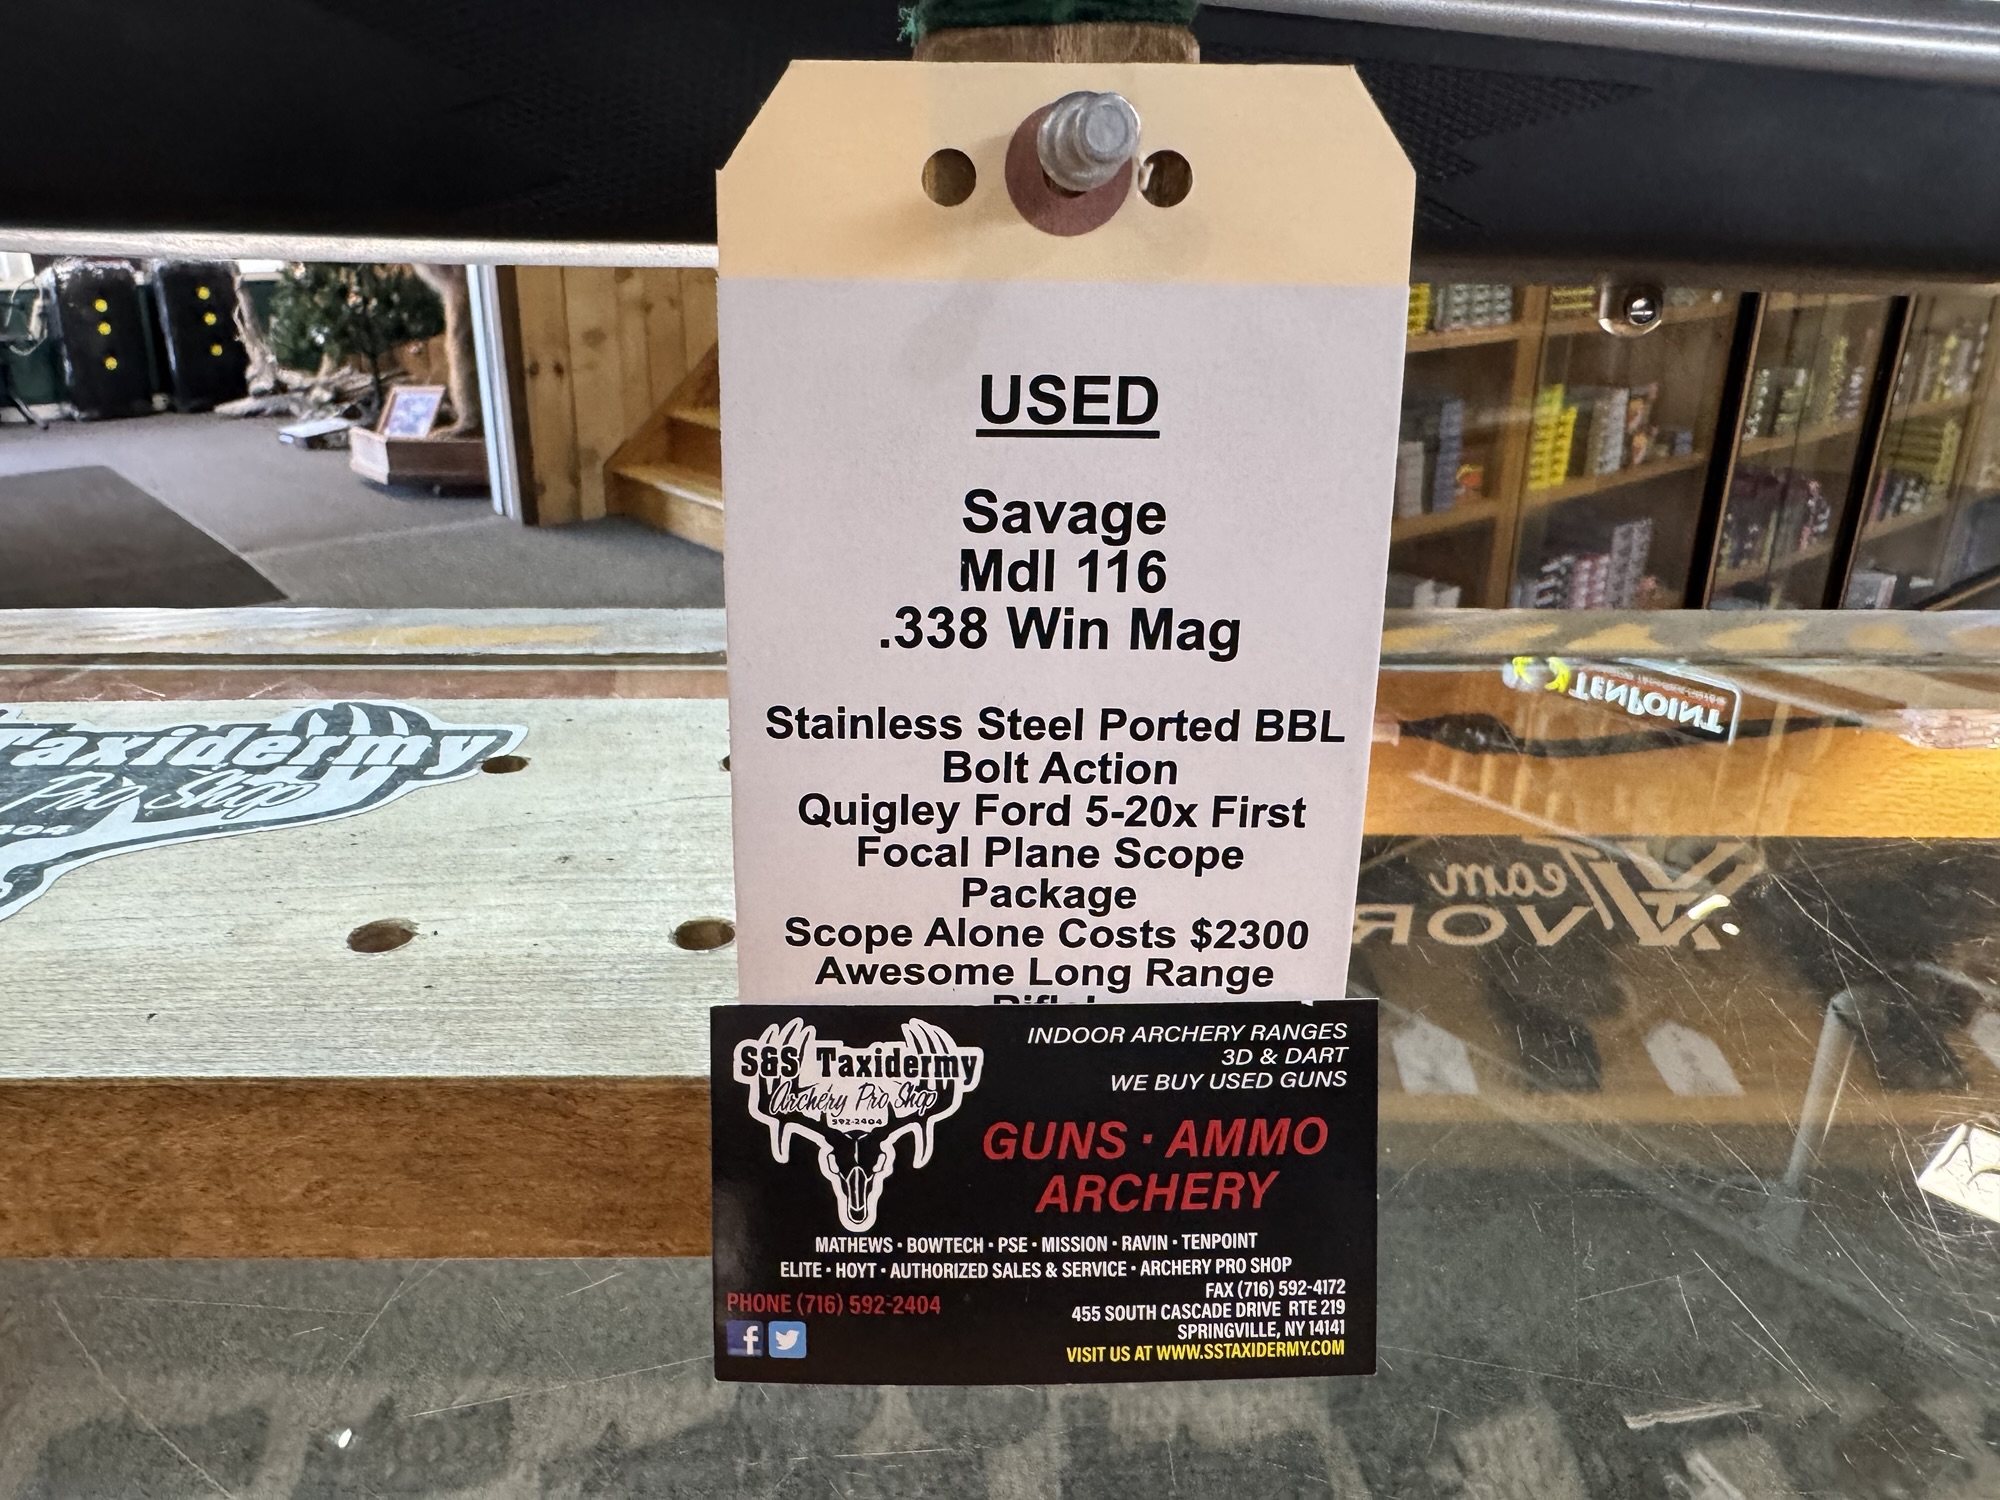 USED
Savage
Mdl 116
.338 Win Mag
Stainless Steel Ported BBL
Bolt Action
Quigley Ford 5-20x First
Focal Plane Scope
Package
Scope Alone Costs $2300
Awesome Long Range
S&S Taxidermy
Archery Pro Shop
592-2404
INDOOR ARCHERY RANGES
3D & DART
WE BUY USED GUNS
GUNS · AMMO
ARCHERY
MATHEWS · BOWTECH · PSE · MISSION · RAVIN · TENPOINT
ELITE · HOYT · AUTHORIZED SALES & SERVICE · ARCHERY PRO SHOP
FAX (716) 592-4172
PHONE (716) 592-2404
455 SOUTH CASCADE DRIVE RTE 219
SPRINGVILLE, NY 14141
VISIT US AT WWW.SSTAXIDERMY.COM
Taxidermy
Pro Shop
TENPOINT
Team